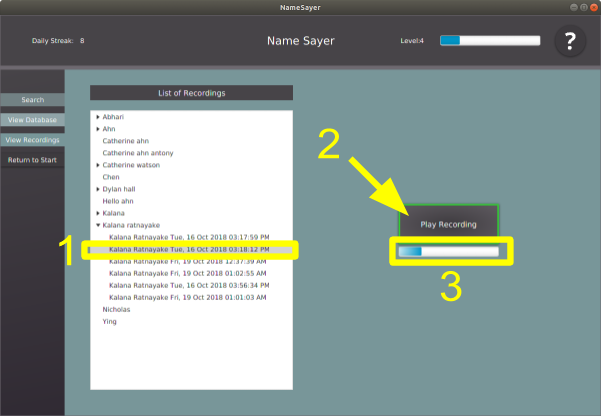 NameSayer
Daily Streak: 8
Name Sayer
Level:4
?
Search
View Database
View Recordings
Return to Start
List of Recordings
Abhari
Ahn
Catherine ahn
Catherine ahn antony
Catherine watson
Chen
Dylan hall
Hello ahn
Kalana
Kalana ratnayake
Kalana Ratnayake Tue, 16 Oct 2018 03:17:59 PM
Kalana Ratnayake Tue, 16 Oct 2018 03:18:12 PM
Kalana Ratnayake Fri, 19 Oct 2018 12:37:39 AM
Kalana Ratnayake Fri, 19 Oct 2018 01:02:55 AM
Kalana Ratnayake Tue, 16 Oct 2018 03:56:34 PM
Kalana Ratnayake Fri, 19 Oct 2018 01:01:03 AM
Nicholas
Ying
1
2
Play Recording
3